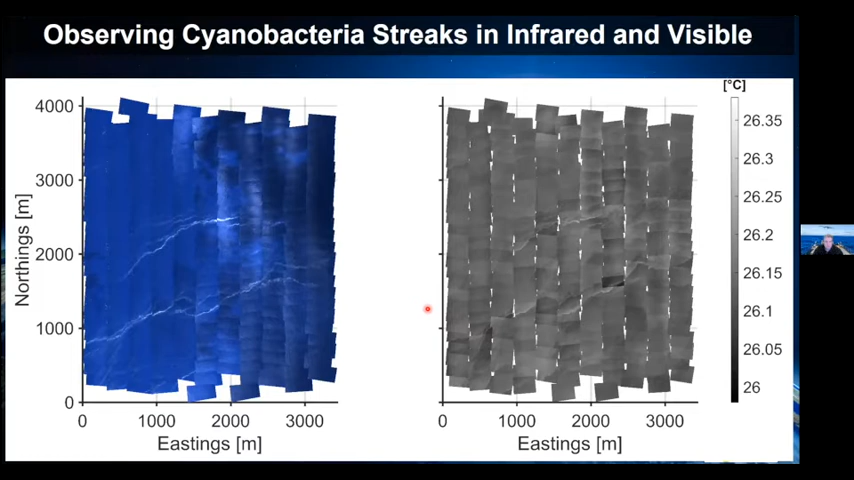 Observing Cyanobacteria Streaks in Infrared and Visible
[°C]
4000
3000
2000
1000
0
Northings [m]
0 1000 2000 3000
Eastings [m]
0 1000 2000 3000
Eastings [m]
26.35
26.3
26.25
26.2
26.15
26.1
26.05
26